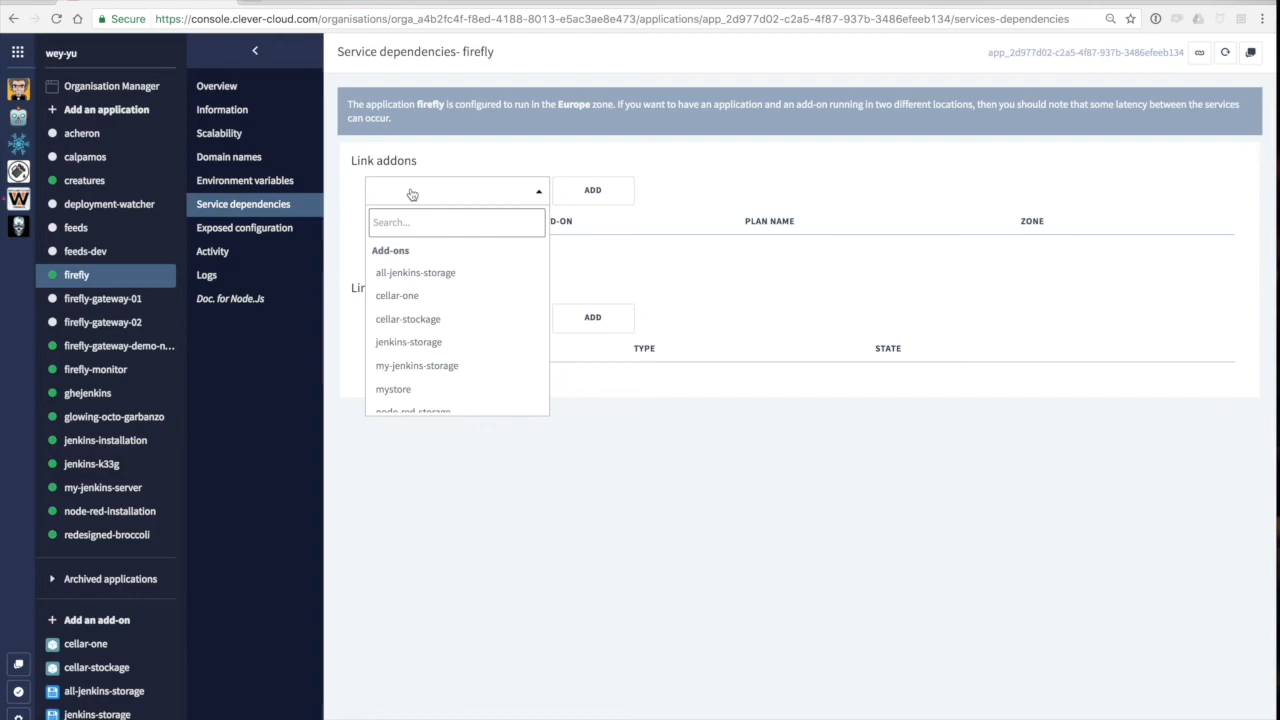 Secure
https://console.clever-cloud.com/organisations/orga_a4b2fc4f-f8ed-4188-8013-e5ac3ae8e473/applications/app_2d977d02-c2a5-4f87-937b-3486efeeb134/services-dependencies
wey-yu
Organisation Manager
Add an application
acheron
calpamos
creatures
deployment-watcher
feeds
feeds-dev
firefly
firefly-gateway-01
firefly-gateway-02
firefly-gateway-demo-n...
firefly-monitor
ghejenkins
glowing-octo-garbanzo
jenkins-installation
jenkins-k33g
my-jenkins-server
node-red-installation
redesigned-broccoli
Archived applications
Add an add-on
cellar-one
cellar-stockage
all-jenkins-storage
jenkins-storage
Overview
Information
Scalability
Domain names
Environment variables
Service dependencies
Exposed configuration
Activity
Logs
Doc. for Node.Js
Service dependencies- firefly
app_2d977d02-c2a5-4f87-937b-3486efeeb134
The application firefly is configured to run in the Europe zone. If you want to have an application and an add-on running in two different locations, then you should note that some latency between the services
can occur.
Link addons
ADD
Search...
D-ON PLAN NAME ZONE
Add-ons
all-jenkins-storage
cellar-one
cellar-stockage
jenkins-storage
my-jenkins-storage
mystore
node-red-storage
Lin
ADD
TYPE STATE